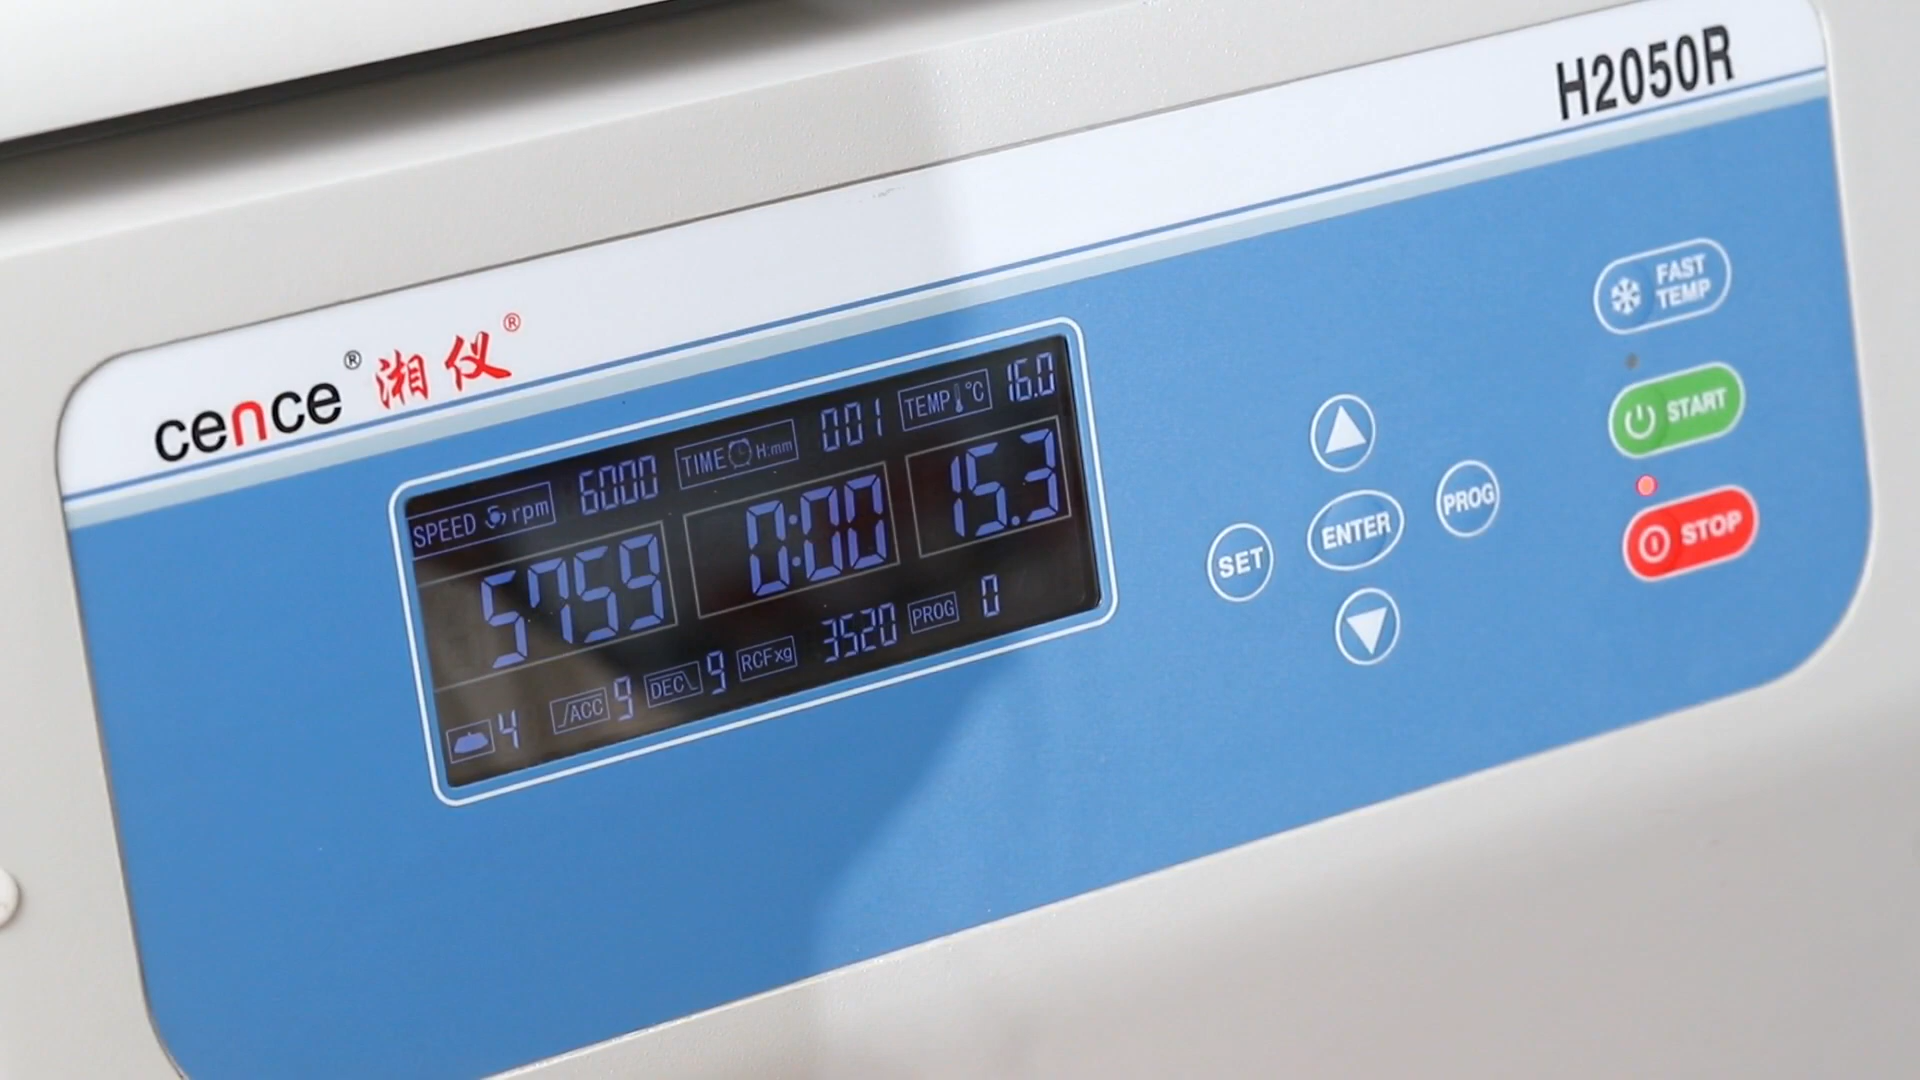 H2050R
cence® 湘仪®
SPEED rpm 6000 TIME H:mm 001 TEMP °C 16.0
5759 0:00 15.3
4 ACC 9 DEC 9 RCFxg 3520 PROG 0
SET ENTER PROG
FAST TEMP
START
STOP